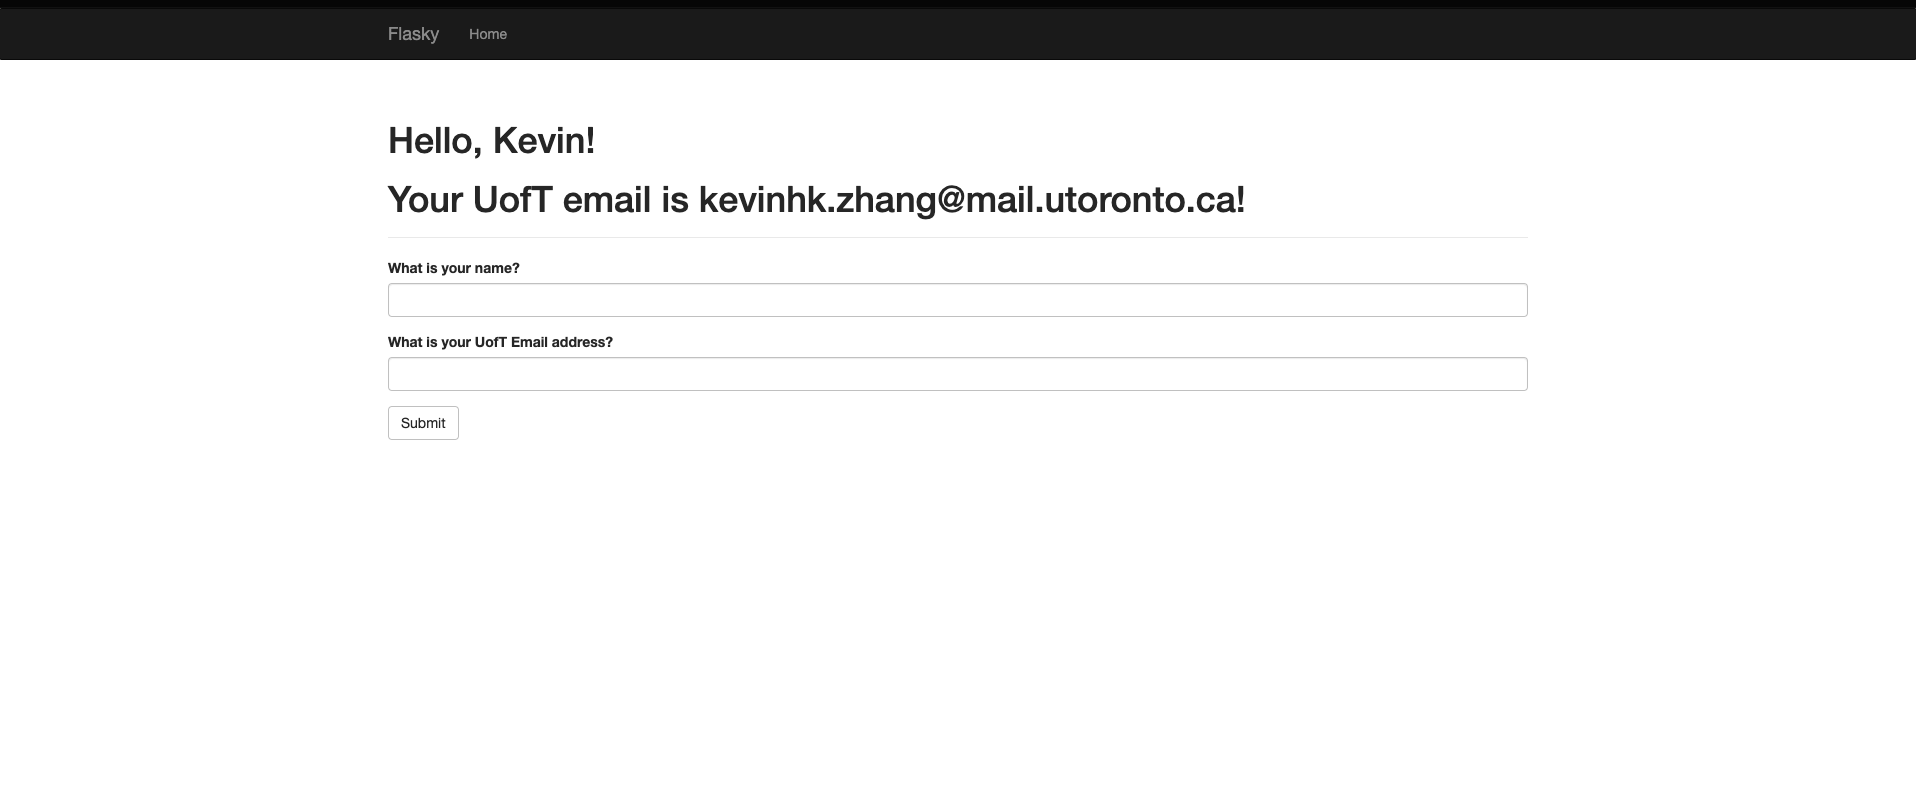 Flasky Home
Hello, Kevin!
Your UofT email is kevinhk.zhang@mail.utoronto.ca!
What is your name?
What is your UofT Email address?
Submit